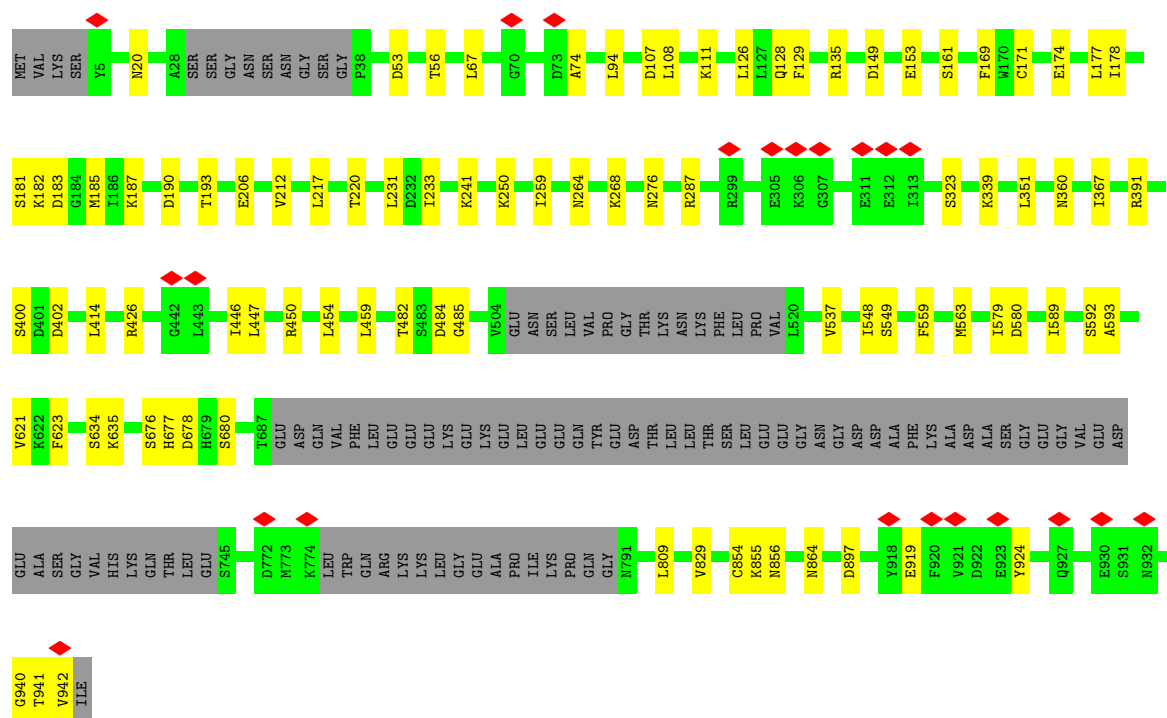 MET VAL LYS SER Y5 N20 A28 SER SER GLY ASN SER ASN GLY SER GLY P38 D53 T56 L67 G70 D73 A74 L94 D107 L108 K111 L126 L127 Q128 F129 R135 D149 E153 S161 F169 W170 C171 E174 L177 I178
S181 K182 D183 G184 M185 I186 K187 D190 T193 E206 V212 L217 T220 L231 D232 I233 K241 K250 I259 N264 K268 N276 R287 R299 E305 K306 G307 E311 E312 I313 S323 K339 L351 N360 I367 R391
S400 D401 D402 L414 R426 G442 L443 I446 L447 R450 L454 L459 T482 S483 D484 G485 V504 GLU ASN SER LEU VAL PRO GLY THR LYS ASN LYS PHE LEU PRO VAL M520 V537 I548 S549 F559 M563 I579 D580 I589 S592 A593
V621 K622 F623 S634 K635 S676 H677 D678 H679 S680 T687 GLU ASP GLN VAL PHE LEU GLU GLU GLU LYS GLU LYS GLU LEU GLU GLU GLN TYR GLU ASP THR LEU LEU THR SER LEU GLU GLU GLY ASN GLY ASP ASP ALA PHE LYS ALA ASP ALA SER GLY GLU GLY VAL GLU ASP
GLU ALA SER GLY VAL HIS LYS GLN THR LEU GLU S745 D772 M773 K774 LEU TRP GLN ARG LYS LYS LEU GLY GLU ALA PRO ILE LYS PRO GLN GLY N791 L809 V829 C854 K855 N856 N864 D897 Y918 E919 F920 V921 D922 E923 Y924 Q927 E930 S931 N932
G940 T941 V942 ILE